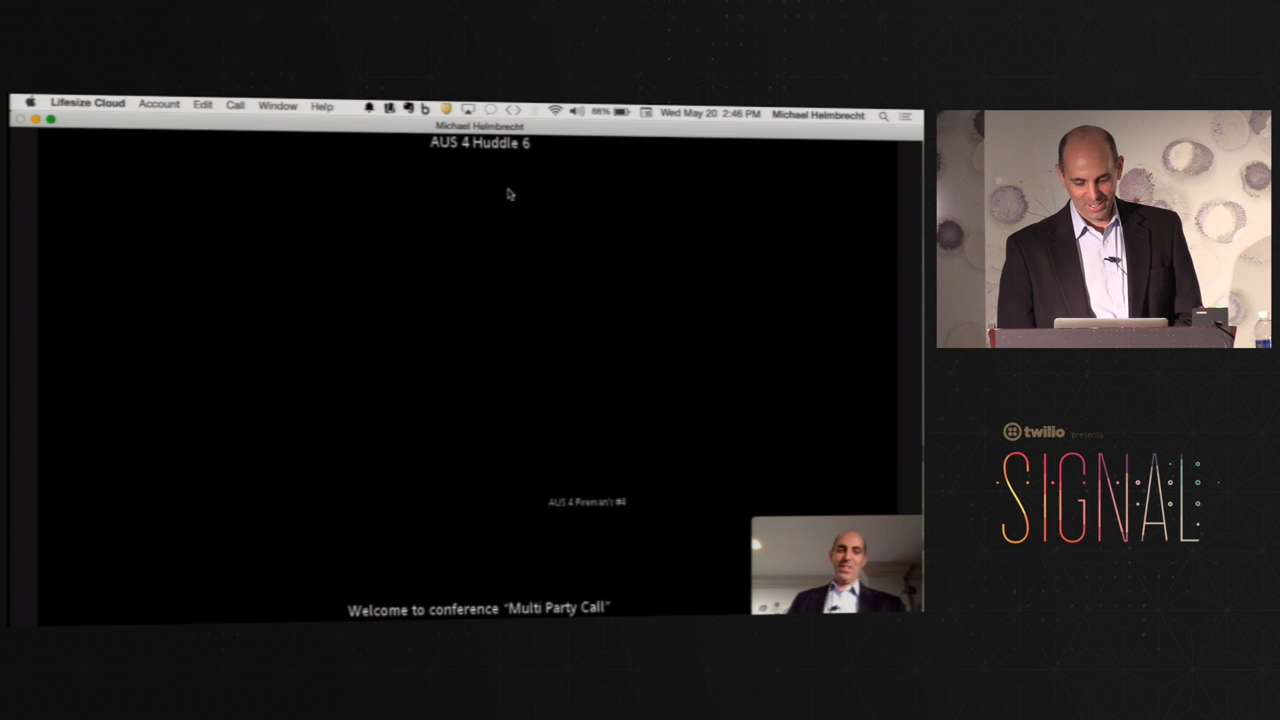 Lifesize Cloud Account Edit Call Window Help 88% Wed May 20 2:46 PM Michael Helmbrecht
Michael Helmbrecht
AUS 4 Huddle 6
AUS 4 Fireman's #4
Welcome to conference "Multi Party Call"
twilio presents
SIGNAL